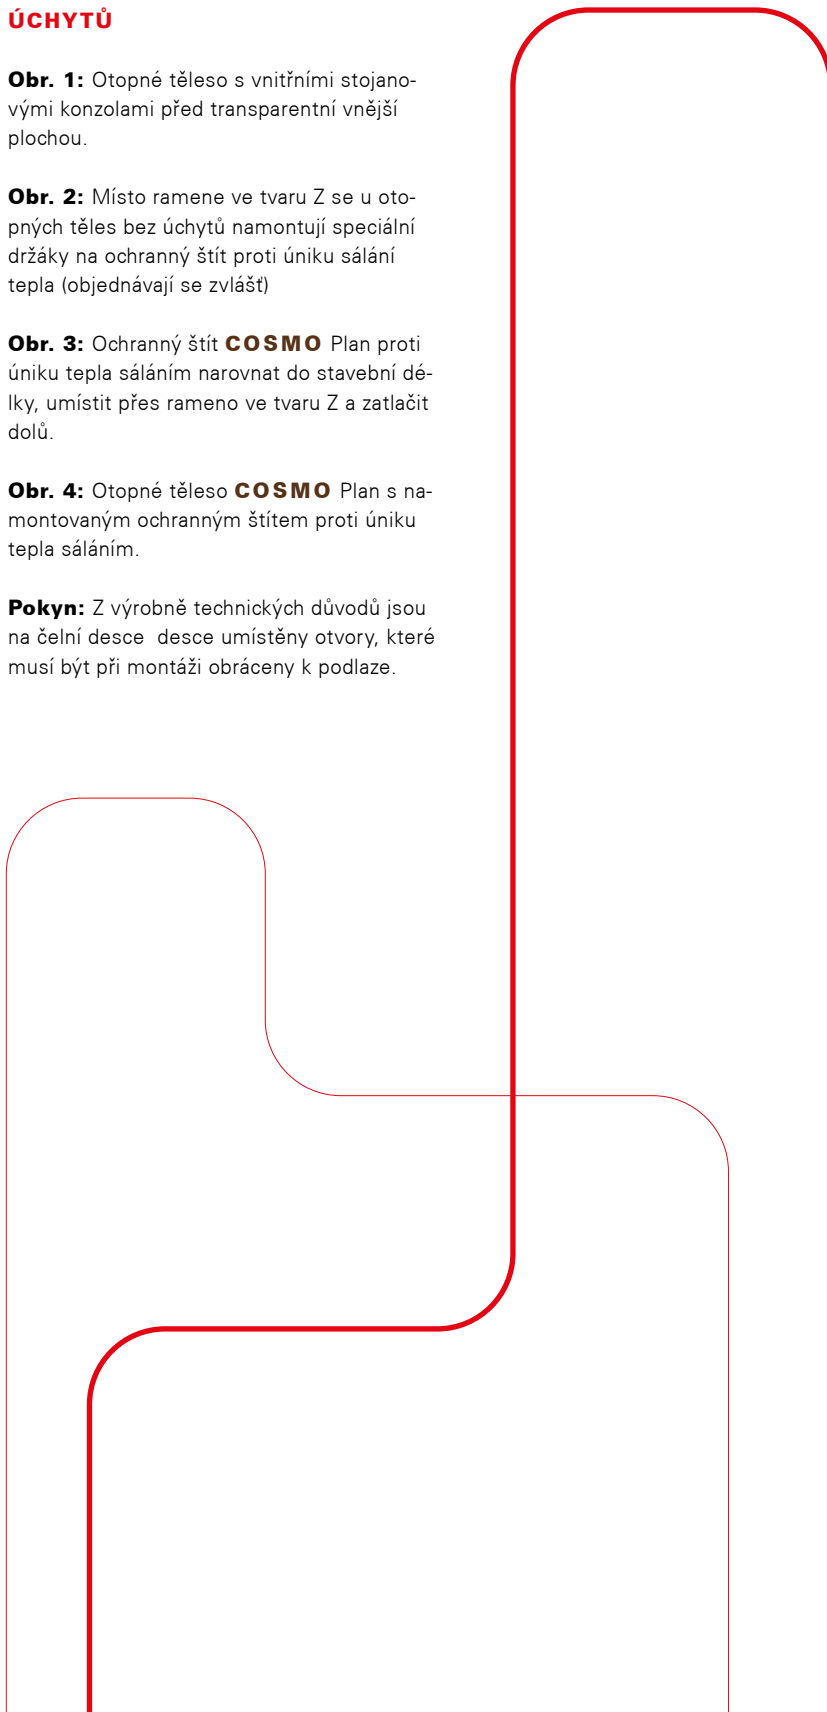 ÚCHYTŮ
Obr. 1: Otopné těleso s vnitřními stojano-
vými konzolami před transparentní vnější
plochou.
Obr. 2: Místo ramene ve tvaru Z se u oto-
pných těles bez úchytů namontují speciální
držáky na ochranný štít proti úniku sálání
tepla (objednávají se zvlášť)
Obr. 3: Ochranný štít COSMO Plan proti
úniku tepla sáláním narovnat do stavební dé-
lky, umístit přes rameno ve tvaru Z a zatlačit
dolů.
Obr. 4: Otopné těleso COSMO Plan s na-
montovaným ochranným štítem proti úniku
tepla sáláním.
Pokyn: Z výrobně technických důvodů jsou
na čelní desce  desce umístěny otvory, které
musí být při montáži obráceny k podlaze.